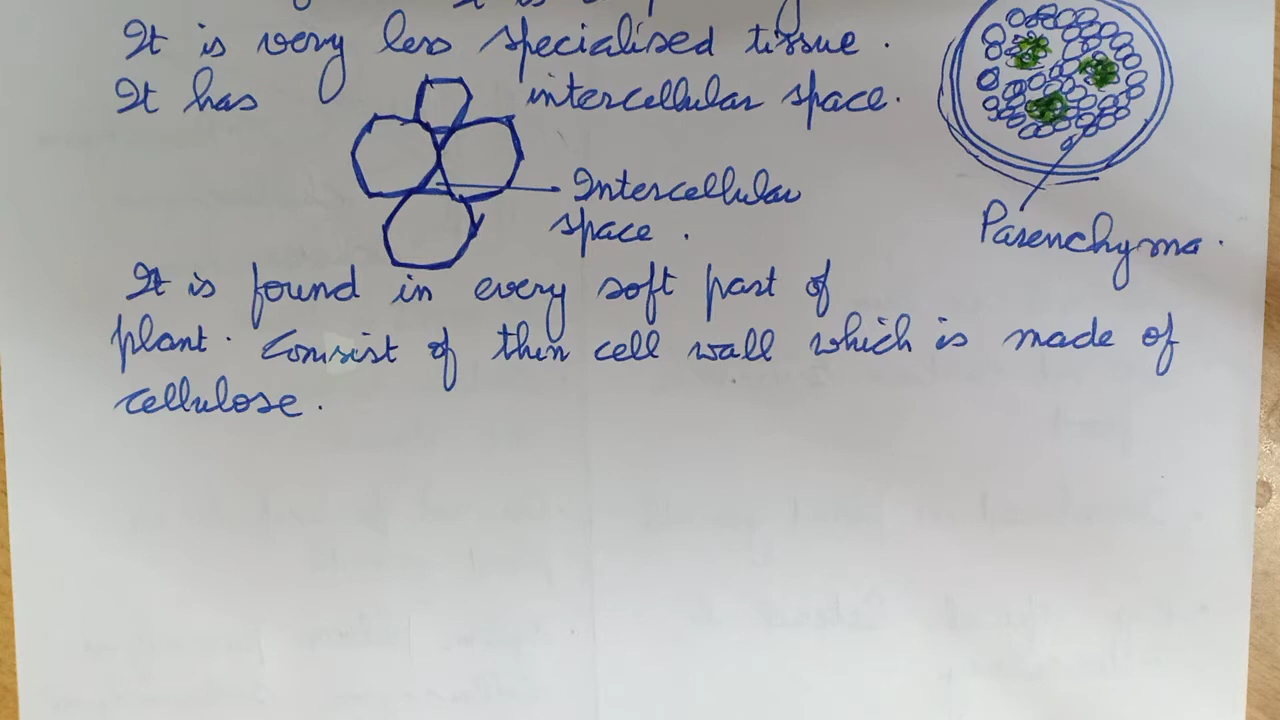 It is very less specialised tissue.
It has intercellular space.
Intercellular
space.
Parenchyma.
It is found in every soft part of
plant. Consist of thin cell wall which is made of
cellulose.